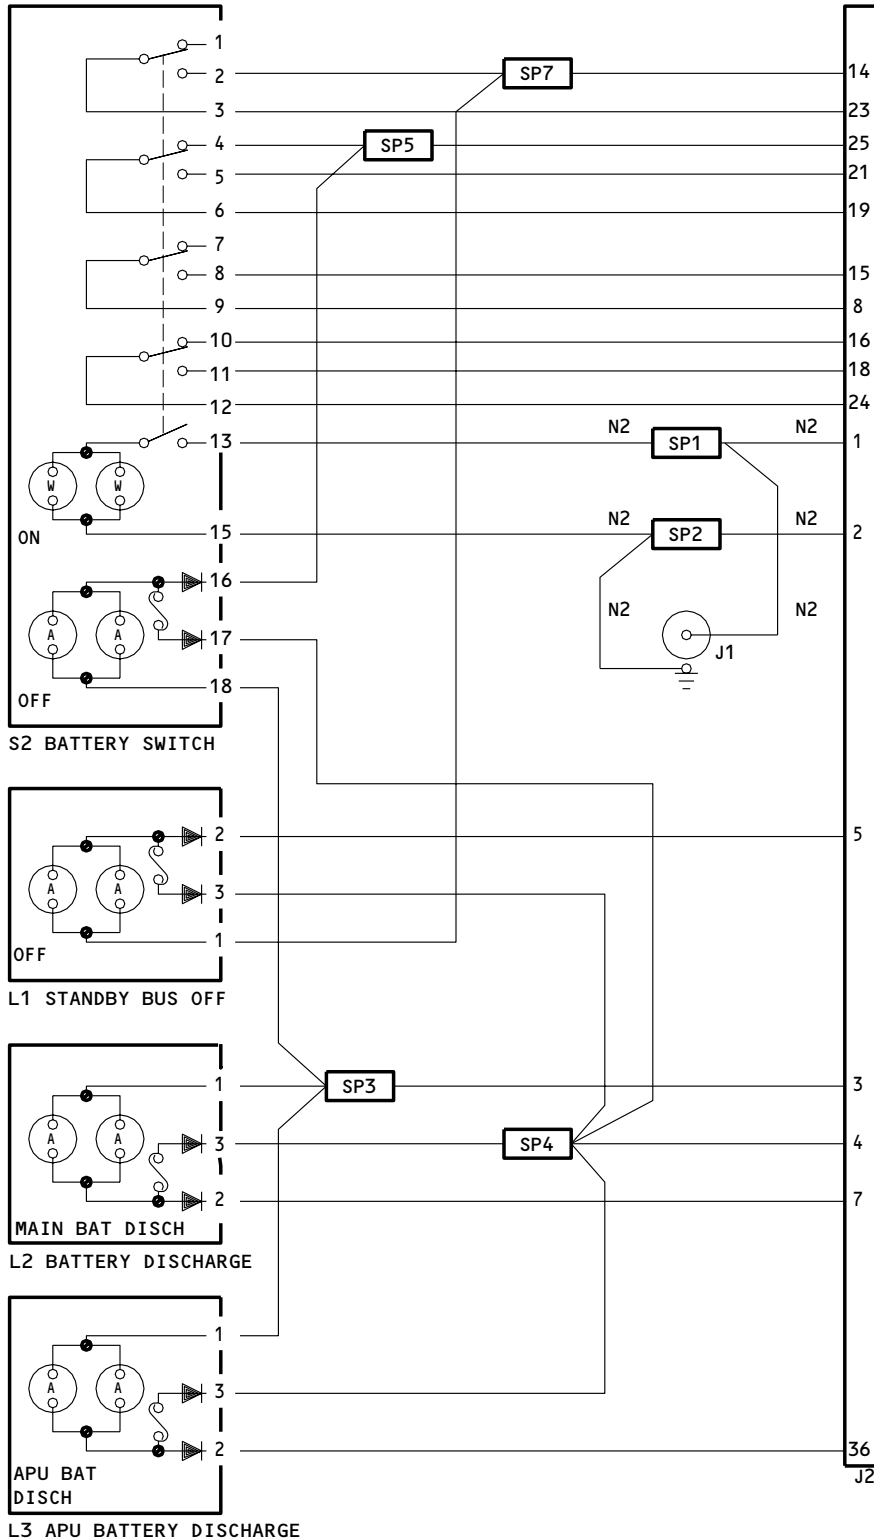 1
2 SP7 14
3 23
4 SP5 25
5 21
6 19
7
8 15
9 8
10 16
11 18
12 24
13 N2 SP1 N2 1
W W
ON
15 N2 SP2 N2 2
16
A A
N2 N2
17
J1
18
OFF
S2 BATTERY SWITCH
2 5
A A
3
1
OFF
L1 STANDBY BUS OFF
1 SP3 3
A A
3 SP4 4
2 7
MAIN BAT DISCH
L2 BATTERY DISCHARGE
1
A A
3
2 36
APU BAT
DISCH
J2
L3 APU BATTERY DISCHARGE